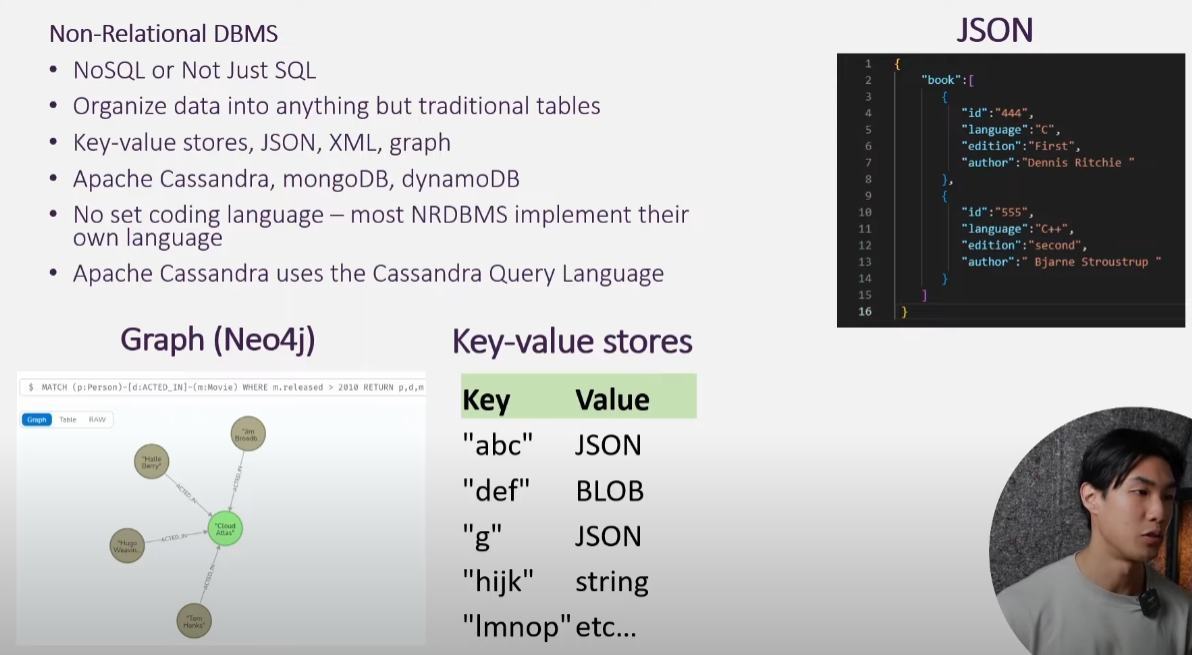 Non-Relational DBMS
• NoSQL or Not Just SQL
• Organize data into anything but traditional tables
• Key-value stores, JSON, XML, graph
• Apache Cassandra, mongoDB, dynamoDB
• No set coding language – most NRDBMS implement their
own language
• Apache Cassandra uses the Cassandra Query Language
JSON
1 {
2 "book":[
3 {
4 "id":"444",
5 "language":"C",
6 "edition":"First",
7 "author":"Dennis Ritchie "
8 },
9 {
10 "id":"555",
11 "language":"C++",
12 "edition":"second",
13 "author":" Bjarne Stroustrup "
14 }
15 ]
16 }
Graph (Neo4j)
$ MATCH (p:Person)-[d:ACTED_IN]-(m:Movie) WHERE m.released > 2010 RETURN p,d,m
Graph Table RAW
"Jim
Broadb..
"Halle
Berry"
ACTED_IN
ACTED_IN
"Cloud
Atlas"
"Hugo
Weavin..
ACTED_IN
ACTED_IN
"Tom
Hanks"
Key-value stores
Key Value
"abc" JSON
"def" BLOB
"g" JSON
"hijk" string
"lmnop" etc...